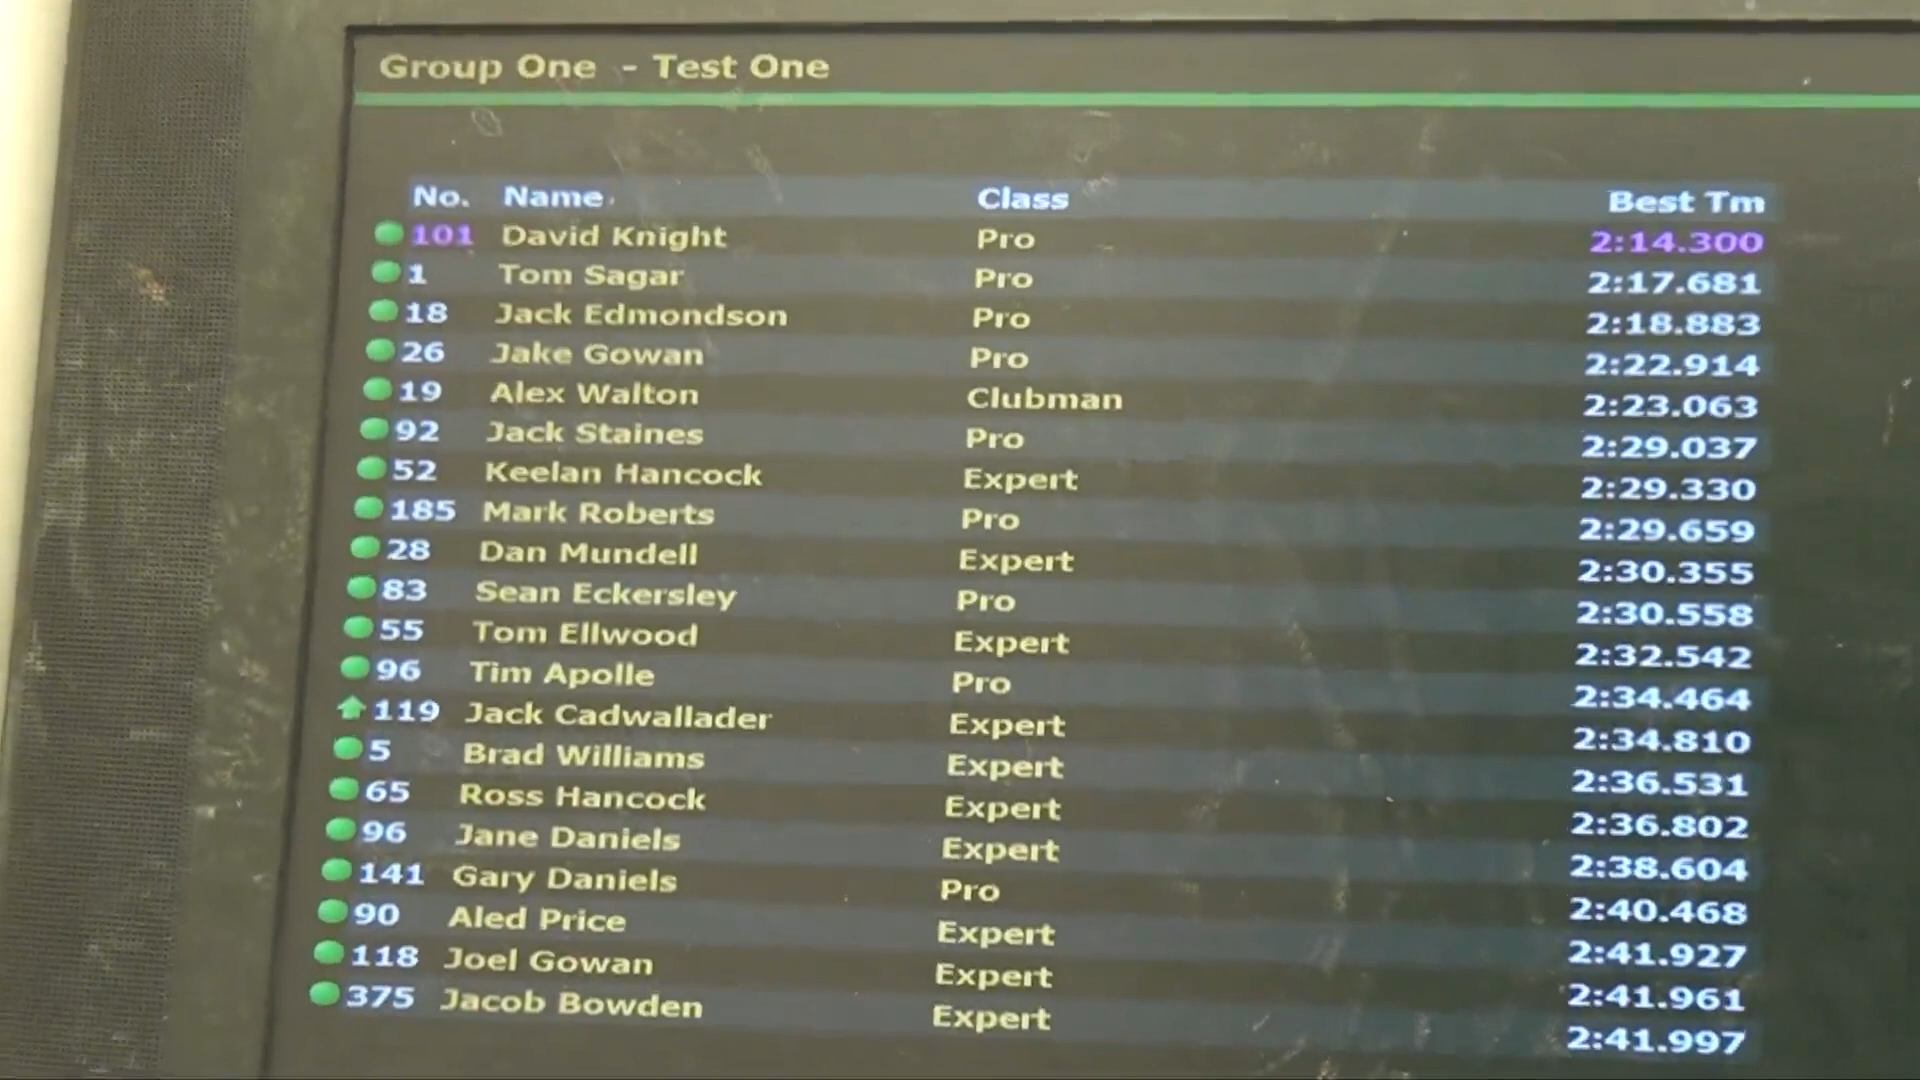 Group One - Test One
No. Name Class Best Tm
101 David Knight Pro 2:14.300
1 Tom Sagar Pro 2:17.681
18 Jack Edmondson Pro 2:18.883
26 Jake Gowan Pro 2:22.914
19 Alex Walton Clubman 2:23.063
92 Jack Staines Pro 2:29.037
52 Keelan Hancock Expert 2:29.330
185 Mark Roberts Pro 2:29.659
28 Dan Mundell Expert 2:30.355
83 Sean Eckersley Pro 2:30.558
55 Tom Ellwood Expert 2:32.542
96 Tim Apolle Pro 2:34.464
119 Jack Cadwallader Expert 2:34.810
5 Brad Williams Expert 2:36.531
65 Ross Hancock Expert 2:36.802
96 Jane Daniels Expert 2:38.604
141 Gary Daniels Pro 2:40.468
90 Aled Price Expert 2:41.927
118 Joel Gowan Expert 2:41.961
375 Jacob Bowden Expert 2:41.997